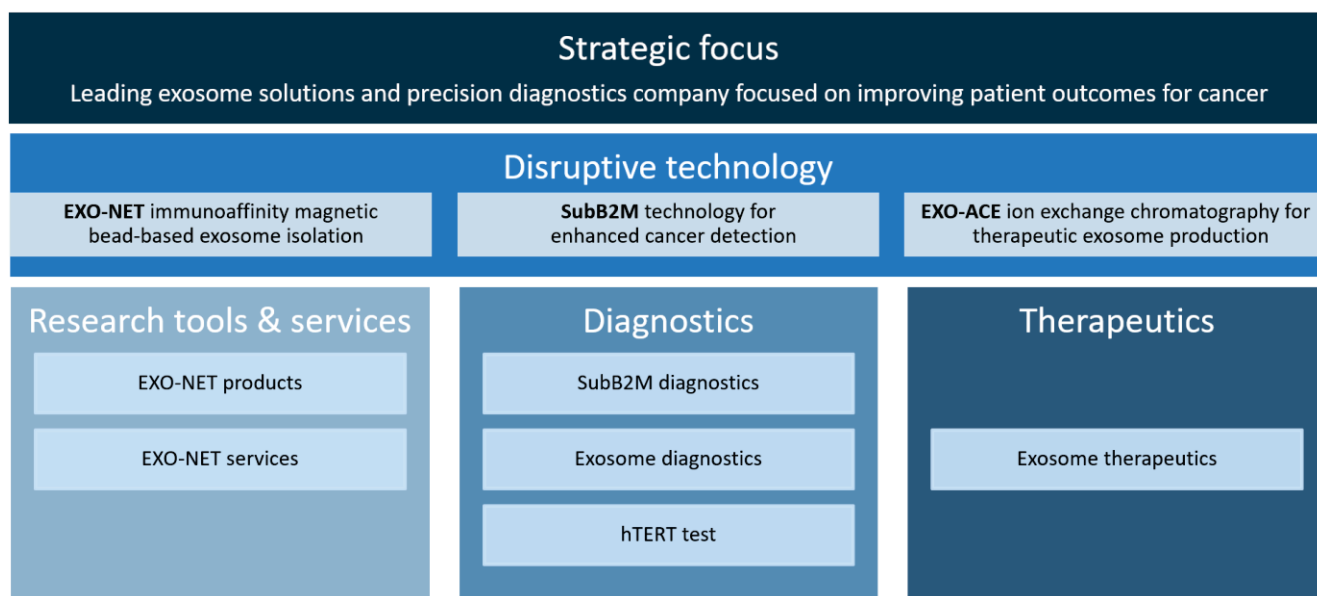 Strategic focus
Leading exosome solutions and precision diagnostics company focused on improving patient outcomes for cancer
Disruptive technology
EXO-NET immunoaffinity magnetic
bead-based exosome isolation
SubB2M technology for
enhanced cancer detection
EXO-ACE ion exchange chromatography for
therapeutic exosome production
Research tools & services
EXO-NET products
EXO-NET services
Diagnostics
SubB2M diagnostics
Exosome diagnostics
hTERT test
Therapeutics
Exosome therapeutics